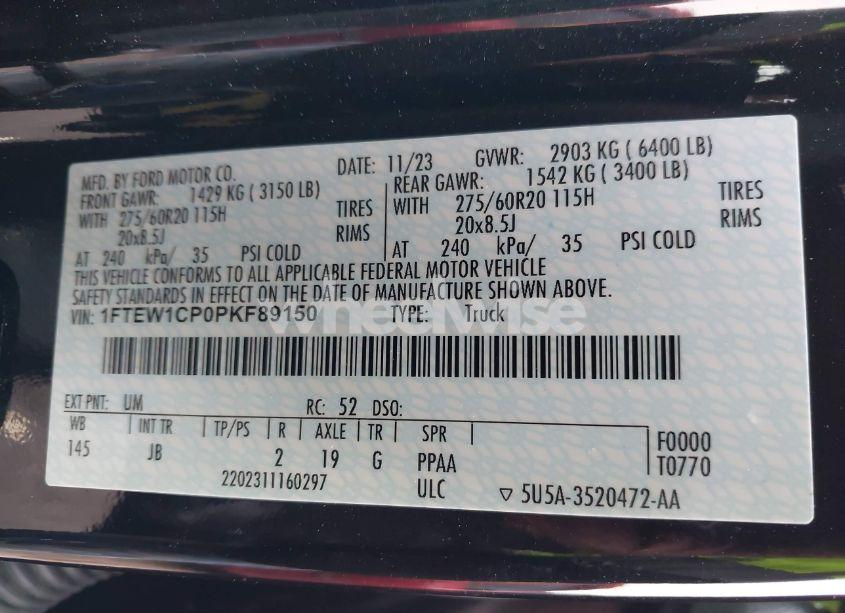 MFD. BY FORD MOTOR CO.
DATE: 11/23 GVWR: 2903 KG ( 6400 LB)
FRONT GAWR: 1429 KG ( 3150 LB)
REAR GAWR: 1542 KG ( 3400 LB)
WITH 275/60R20 115H TIRES
WITH 275/60R20 115H TIRES
20x8.5J RIMS
20x8.5J RIMS
AT 240 kPa/ 35 PSI COLD
AT 240 kPa/ 35 PSI COLD
THIS VEHICLE CONFORMS TO ALL APPLICABLE FEDERAL MOTOR VEHICLE
SAFETY STANDARDS IN EFFECT ON THE DATE OF MANUFACTURE SHOWN ABOVE.
VIN: 1FTEW1CP0PKF89150 TYPE: Truck
wheelwise
EXT PNT: UM RC: 52 DSO:
WB INT TR TP/PS R AXLE TR SPR
145 JB 2 19 G PPAA
F0000
T0770
2202311160297 ULC
5U5A-3520472-AA